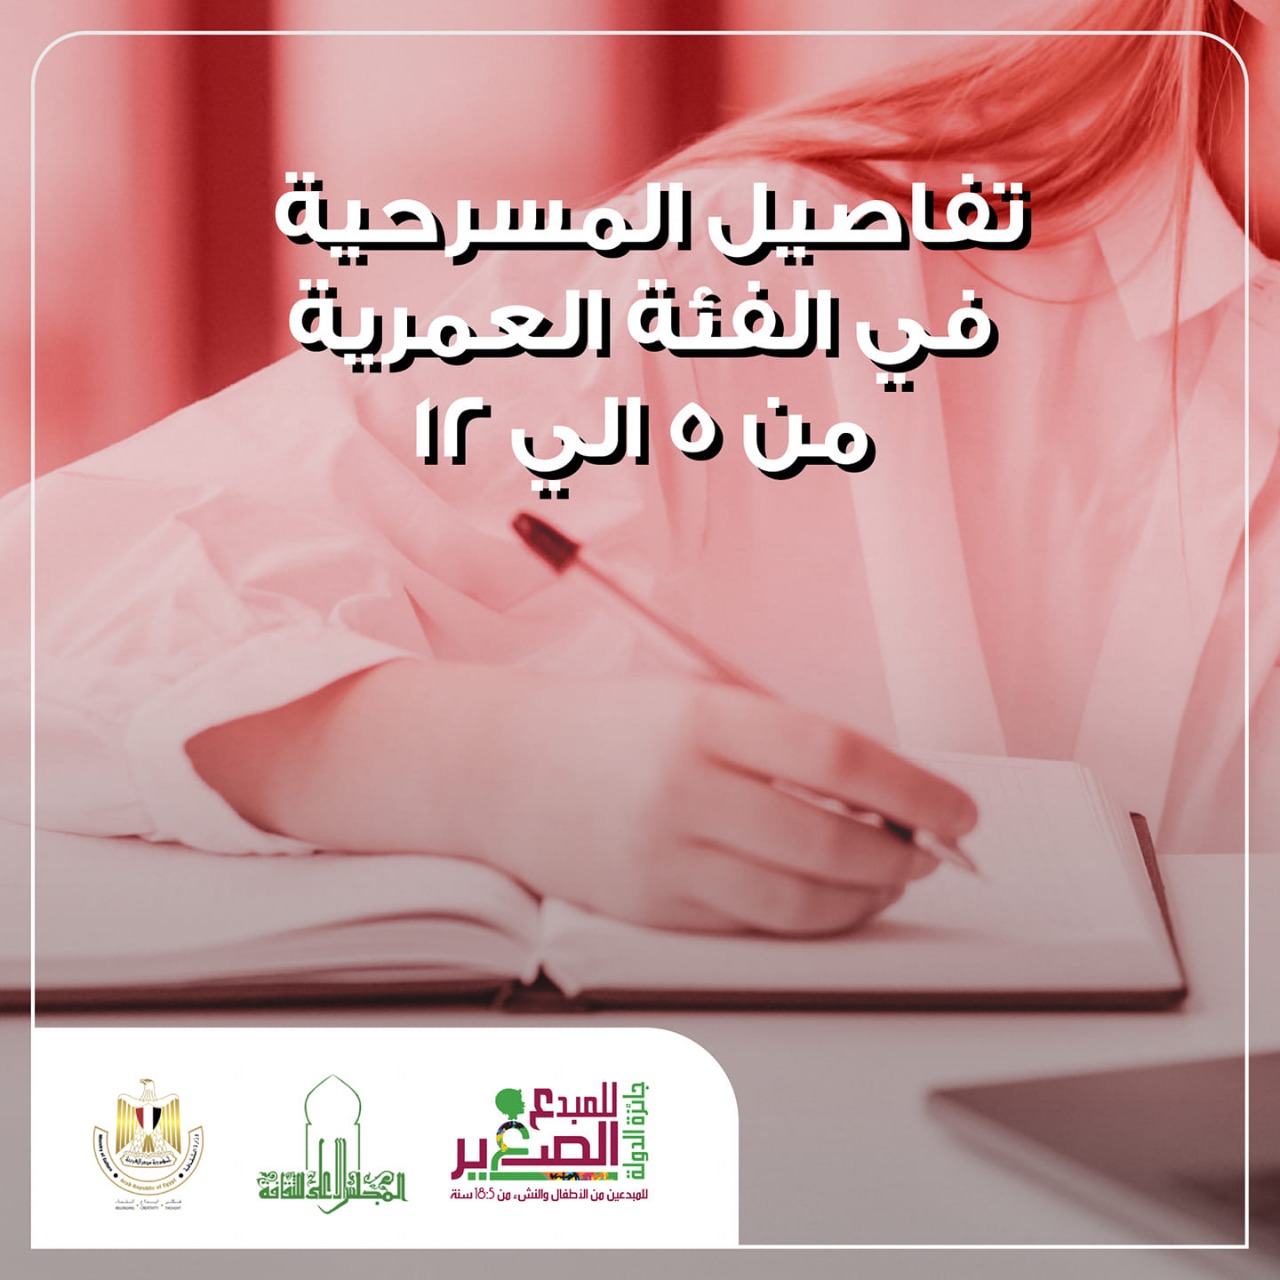 تفاصيل المسرحية
في الفئة العمرية
من ٥ الي ١٢
جائزة الدولة
للمبدع
الصغير
للمبدعين من الأطفال والنشء من 18:5 سنة
المجلس الأعلى للثقافة
وزارة الثقافة
Ministry of Culture
جمهورية مصر العربية
Arab Republic of Egypt
BELONGING • CREATIVITY • THOUGHT